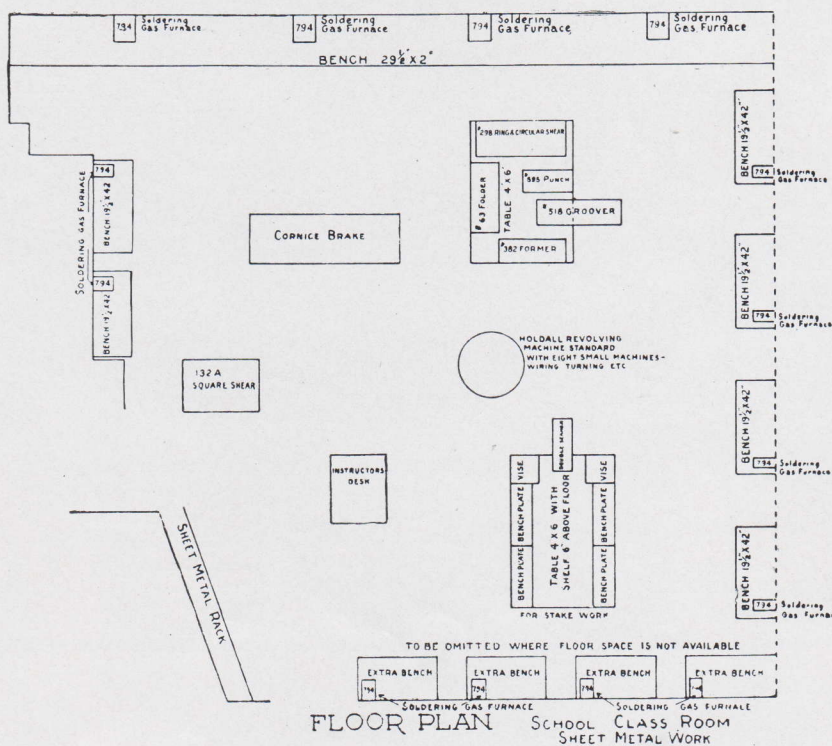 794 Soldering
Gas Furnace
794 Soldering
Gas Furnace
794 Soldering
Gas Furnace
794 Soldering
Gas Furnace
BENCH 29½' X 2"
794
BENCH 19½ X 42
SOLDERING GAS FURNACE
794
BENCH 19½ X 42
CORNICE BRAKE
#298 RING & CIRCULAR SHEAR
#63 FOLDER
TABLE 4' X 6'
#585 PUNCH
#518 GROOVER
#382 FORMER
BENCH 19½ X 42"
794 Soldering
Gas Furnace
BENCH 19½ X 42"
794 Soldering
Gas Furnace
HOLDALL REVOLVING
MACHINE STANDARD
WITH EIGHT SMALL MACHINES-
WIRING TURNING ETC
132 A
SQUARE SHEAR
BENCH 19½ X 42"
794 Soldering
Gas Furnace
INSTRUCTORS
DESK
DOUBLE SEAMER
VISE
VISE
BENCH PLATE
BENCH PLATE
TABLE 4 X 6 WITH
SHELF 6" ABOVE FLOOR
BENCH PLATE
BENCH PLATE
FOR STAKE WORK
BENCH 19½ X 42"
794 Soldering
Gas Furnace
SHEET METAL RACK
TO BE OMITTED WHERE FLOOR SPACE IS NOT AVAILABLE
EXTRA BENCH
EXTRA BENCH
EXTRA BENCH
EXTRA BENCH
794
794
794
794
SOLDERING GAS FURNACE
SOLDERING GAS FURNALE
FLOOR PLAN SCHOOL CLASS ROOM
SHEET METAL WORK